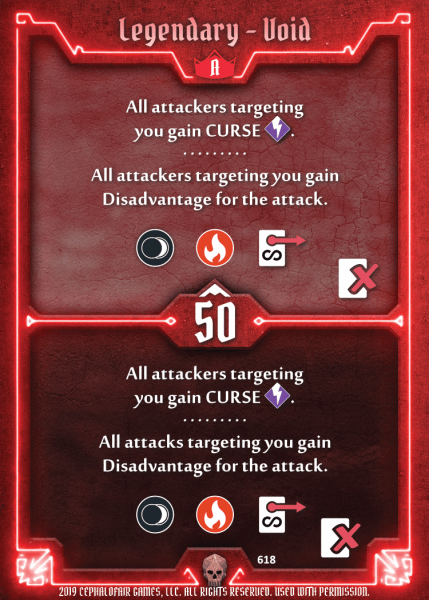 Legendary - Void
A
All attackers targeting
you gain CURSE .
.........
All attackers targeting you gain
Disadvantage for the attack.
50
All attackers targeting
you gain CURSE .
.........
All attacks targeting you gain
Disadvantage for the attack.
618
2019 CEPHALOFAIR GAMES, LLC. ALL RIGHTS RESERVED. USED WITH PERMISSION.